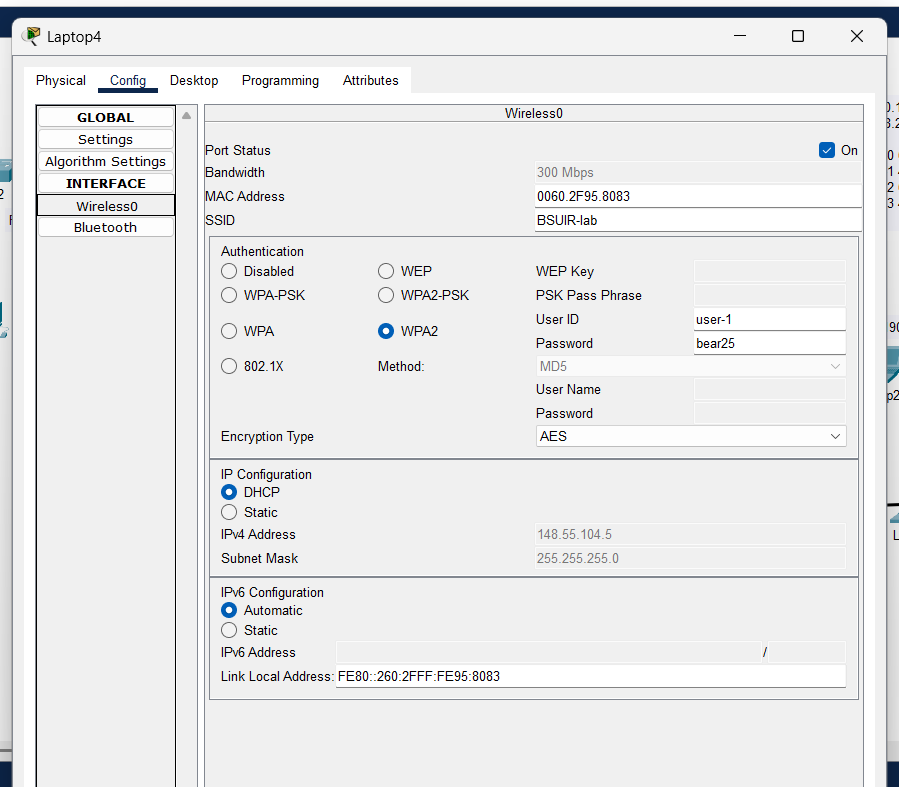 Laptop4
Physical Config Desktop Programming Attributes
GLOBAL
Settings
Algorithm Settings
INTERFACE
Wireless0
Bluetooth
Wireless0
Port Status On
Bandwidth 300 Mbps
MAC Address 0060.2F95.8083
SSID BSUIR-lab
Authentication
Disabled WEP WEP Key
WPA-PSK WPA2-PSK PSK Pass Phrase
User ID user-1
WPA WPA2
Password bear25
802.1X Method: MD5
User Name
Password
Encryption Type AES
IP Configuration
DHCP
Static
IPv4 Address 148.55.104.5
Subnet Mask 255.255.255.0
IPv6 Configuration
Automatic
Static
IPv6 Address /
Link Local Address: FE80::260:2FFF:FE95:8083